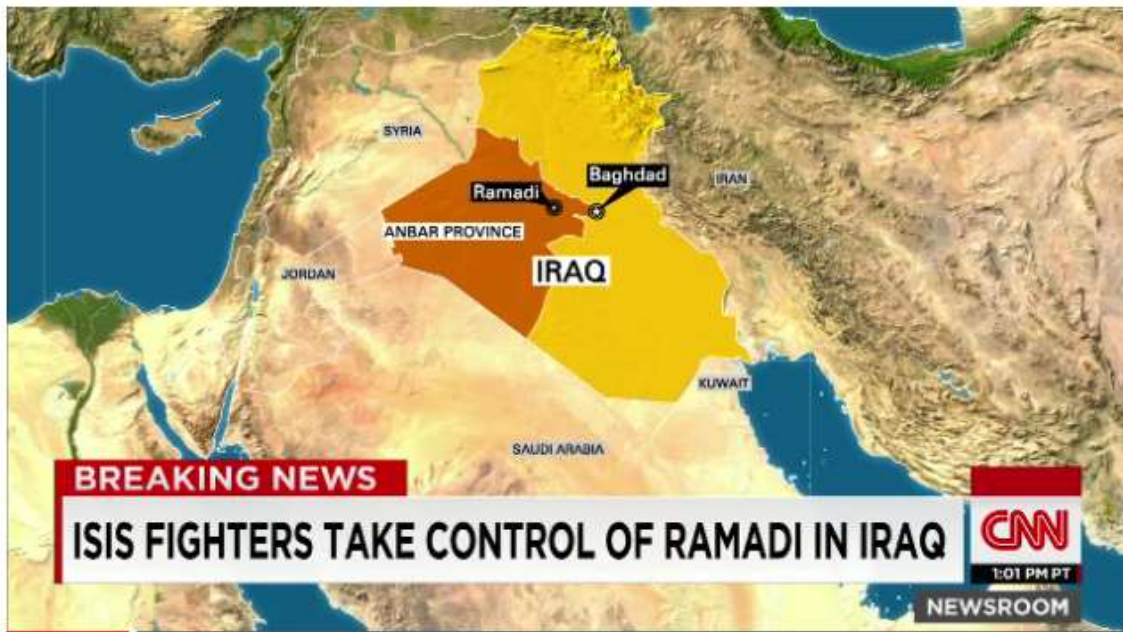 SYRIA
Baghdad
IRAN
Ramadi
ANBAR PROVINCE
IRAQ
JORDAN
KUWAIT
SAUDI ARABIA
BREAKING NEWS
ISIS FIGHTERS TAKE CONTROL OF RAMADI IN IRAQ
CNN
1:01 PM PT
NEWSROOM